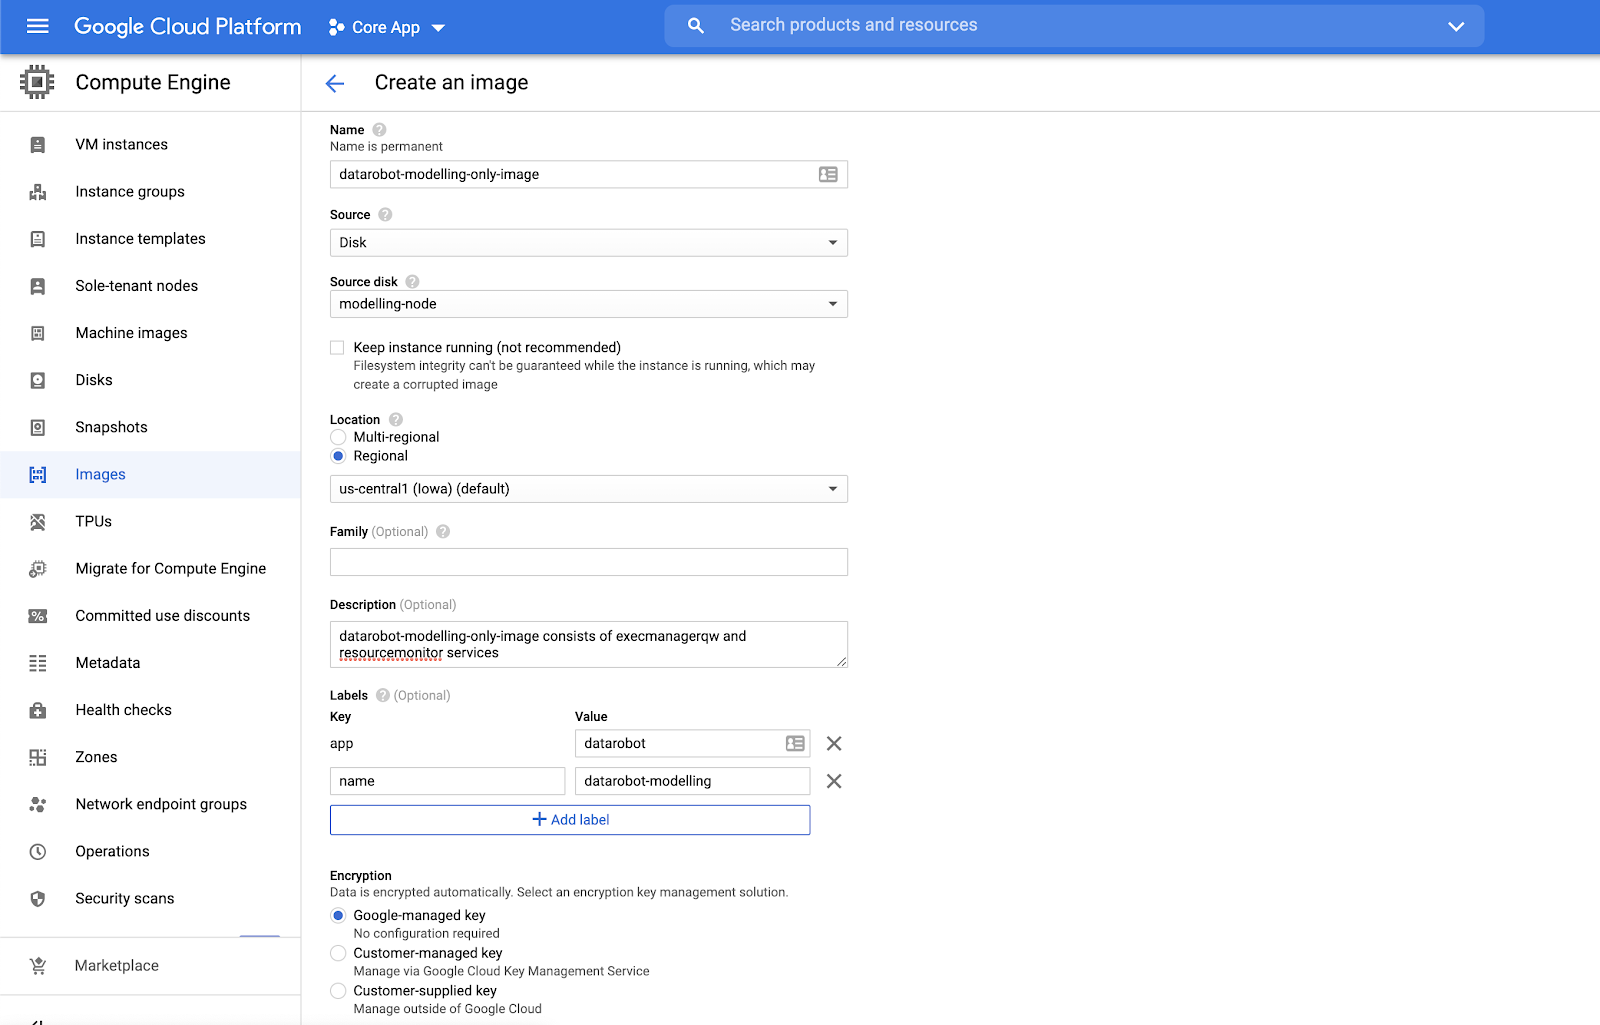 Google Cloud Platform
Core App
Search products and resources
Compute Engine
Create an image
VM instances
Instance groups
Instance templates
Sole-tenant nodes
Machine images
Disks
Snapshots
Images
TPUs
Migrate for Compute Engine
Committed use discounts
Metadata
Health checks
Zones
Network endpoint groups
Operations
Security scans
Marketplace
Name
Name is permanent
datarobot-modelling-only-image
Source
Disk
Source disk
modelling-node
Keep instance running (not recommended)
Filesystem integrity can't be guaranteed while the instance is running, which may
create a corrupted image
Location
Multi-regional
Regional
us-central1 (Iowa) (default)
Family (Optional)
Description (Optional)
datarobot-modelling-only-image consists of execmanagerqw and
resourcemonitor services
Labels (Optional)
Key Value
app datarobot
name datarobot-modelling
Add label
Encryption
Data is encrypted automatically. Select an encryption key management solution.
Google-managed key
No configuration required
Customer-managed key
Manage via Google Cloud Key Management Service
Customer-supplied key
Manage outside of Google Cloud